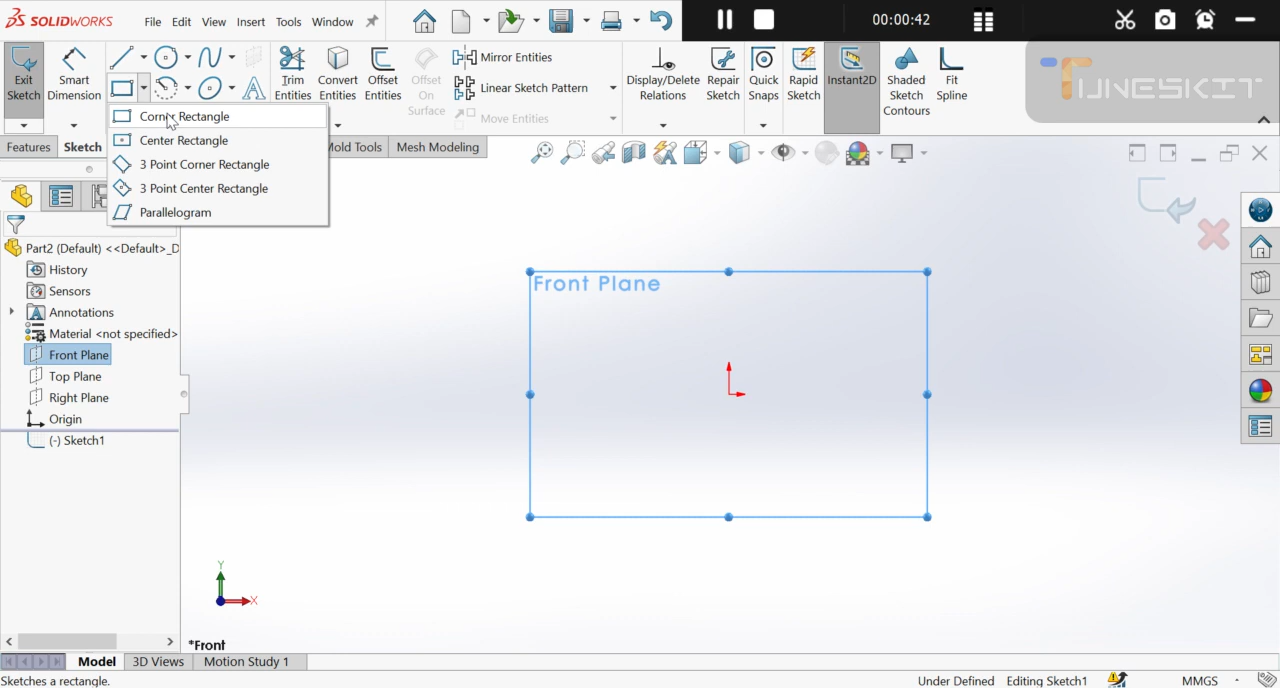 SOLIDWORKS File Edit View Insert Tools Window 00:00:42
Exit Sketch
Smart Dimension
Trim Entities
Convert Entities
Offset Entities
Offset On Surface
Mirror Entities
Linear Sketch Pattern
Move Entities
Display/Delete Relations
Repair Sketch
Quick Snaps
Rapid Sketch
Instant2D
Shaded Sketch Contours
Fit Spline
TUNESKIT
Corner Rectangle
Center Rectangle
3 Point Corner Rectangle
3 Point Center Rectangle
Parallelogram
Features Sketch Mold Tools Mesh Modeling
Part2 (Default) <<Default>_D
History
Sensors
Annotations
Material <not specified>
Front Plane
Top Plane
Right Plane
Origin
(-) Sketch1
Front Plane
Y
X
*Front
Model 3D Views Motion Study 1
Sketches a rectangle. Under Defined Editing Sketch1 MMGS